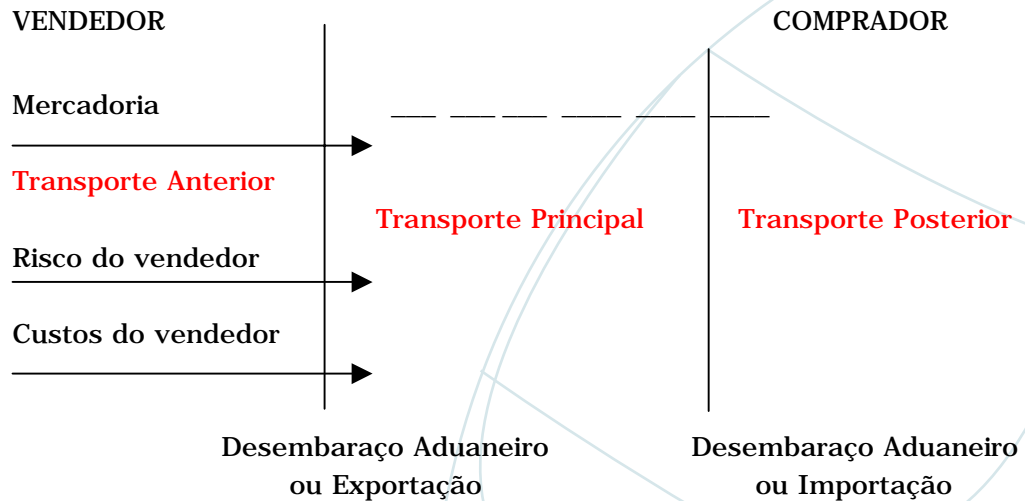 VENDEDOR
COMPRADOR
Mercadoria
Transporte Anterior
Transporte Principal
Transporte Posterior
Risco do vendedor
Custos do vendedor
Desembaraço Aduaneiro
ou Exportação
Desembaraço Aduaneiro
ou Importação